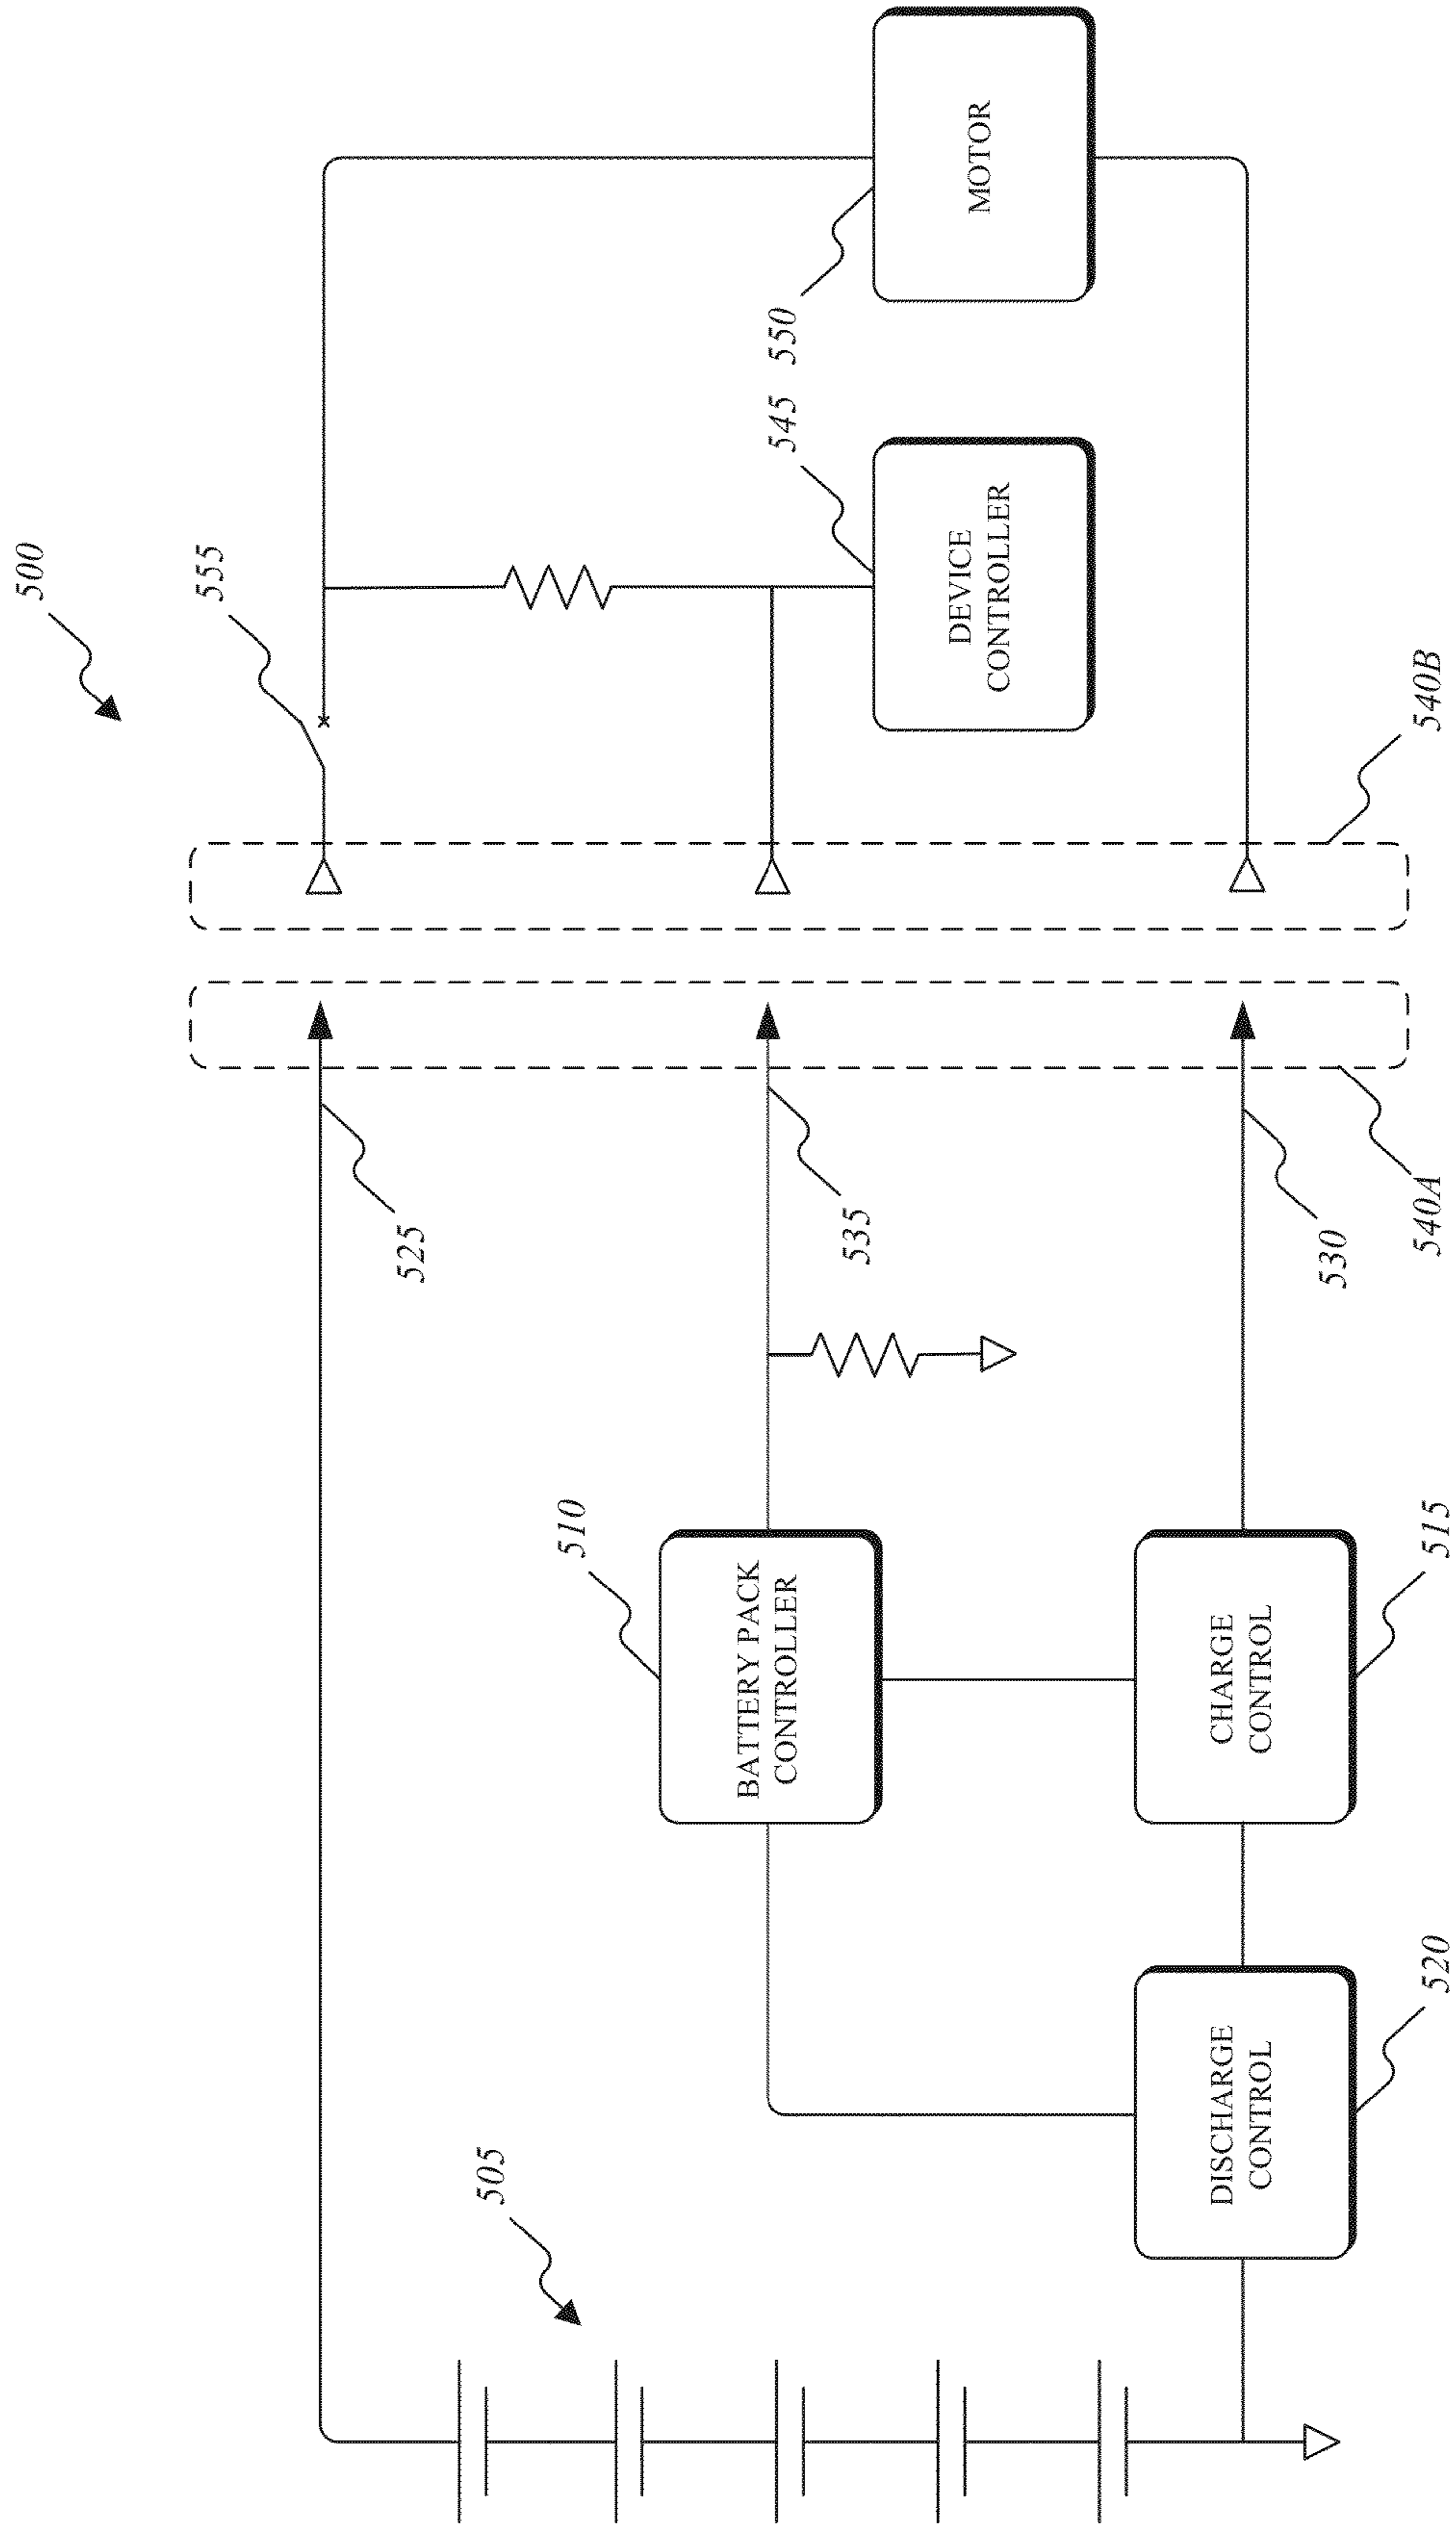 500
555
545
550
DEVICE
CONTROLLER
MOTOR
540B
540A
525
535
530
510
BATTERY PACK
CONTROLLER
CHARGE
CONTROL
515
505
DISCHARGE
CONTROL
520